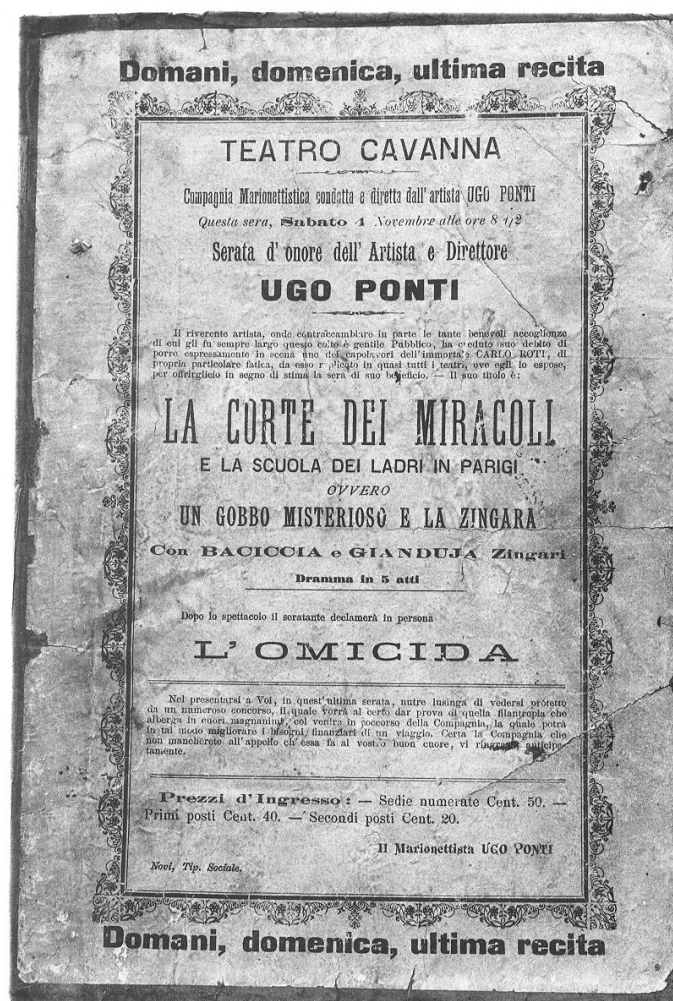 Domani, domenica, ultima recita
TEATRO CAVANNA
Compagnia Marionettistica condotta e diretta dall' artista UGO PONTI
Questa sera, Sabato 4 Novembre alle ore 8 1/2
Serata d' onore dell' Artista e Direttore
UGO PONTI
Il riverente artista, onde contraccambiare in parte le tante benevoli accoglienze
di cui gli fu sempre largo questo colto e gentile Pubblico, ha creduto suo debito di
porre espressamente in scena uno dei capolavori dell'immortale CARLO ROTI, di
propria particolare fatica, da esso r plicato in quasi tutti i teatri, ove egli lo espose,
per offrirglielo in segno di stima la sera di suo beneficio. — Il suo titolo è:
LA CORTE DEI MIRACOLI
E LA SCUOLA DEI LADRI IN PARIGI
OVVERO
UN GOBBO MISTERIOSO E LA ZINGARA
Con BACICCIA e GIANDUJA Zingari
Dramma in 5 atti
Dopo lo spettacolo il seratante declamerà in persona
L' OMICIDA
Nel presentarsi a Voi, in quest'ultima serata, nutre lusinga di vedersi protetto
da un numeroso concorso, il quale vorrà al certo dar prova di quella filantropia che
alberga in cuori magnanimi, col venire in soccorso della Compagnia, la quale potrà
in tal modo migliorare i bisogni finanziari di un viaggio. Certa la Compagnia che
non mancherete all'appello ch'essa fa al vostro buon cuore, vi ringrazia anticipa-
tamente.
Prezzi d'Ingresso: — Sedie numerate Cent. 50. —
Primi posti Cent. 40. — Secondi posti Cent. 20.
Il Marionettista UGO PONTI
Novi, Tip. Sociale.
Domani, domenica, ultima recita